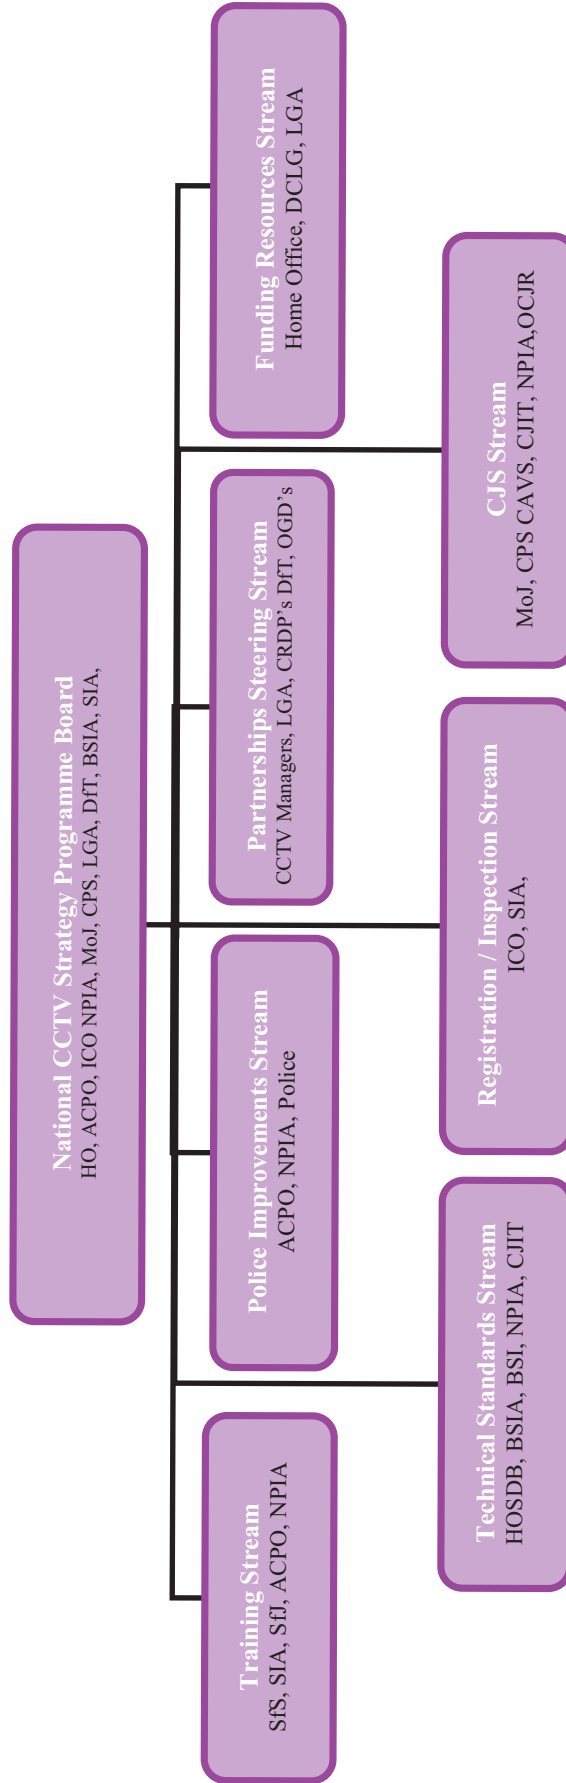 National CCTV Strategy Programme Board
HO, ACPO, ICO NPIA, MoJ, CPS, LGA, DfT, BSIA, SIA,
Training Stream
SfS, SIA, SfJ, ACPO, NPIA
Police Improvements Stream
ACPO, NPIA, Police
Partnerships Steering Stream
CCTV Managers, LGA, CRDP's DfT, OGD's
Funding Resources Stream
Home Office, DCLG, LGA
Technical Standards Stream
HOSDB, BSIA, BSI, NPIA, CJIT
Registration / Inspection Stream
ICO, SIA,
CJS Stream
MoJ, CPS CAVS, CJIT, NPIA,OCJR